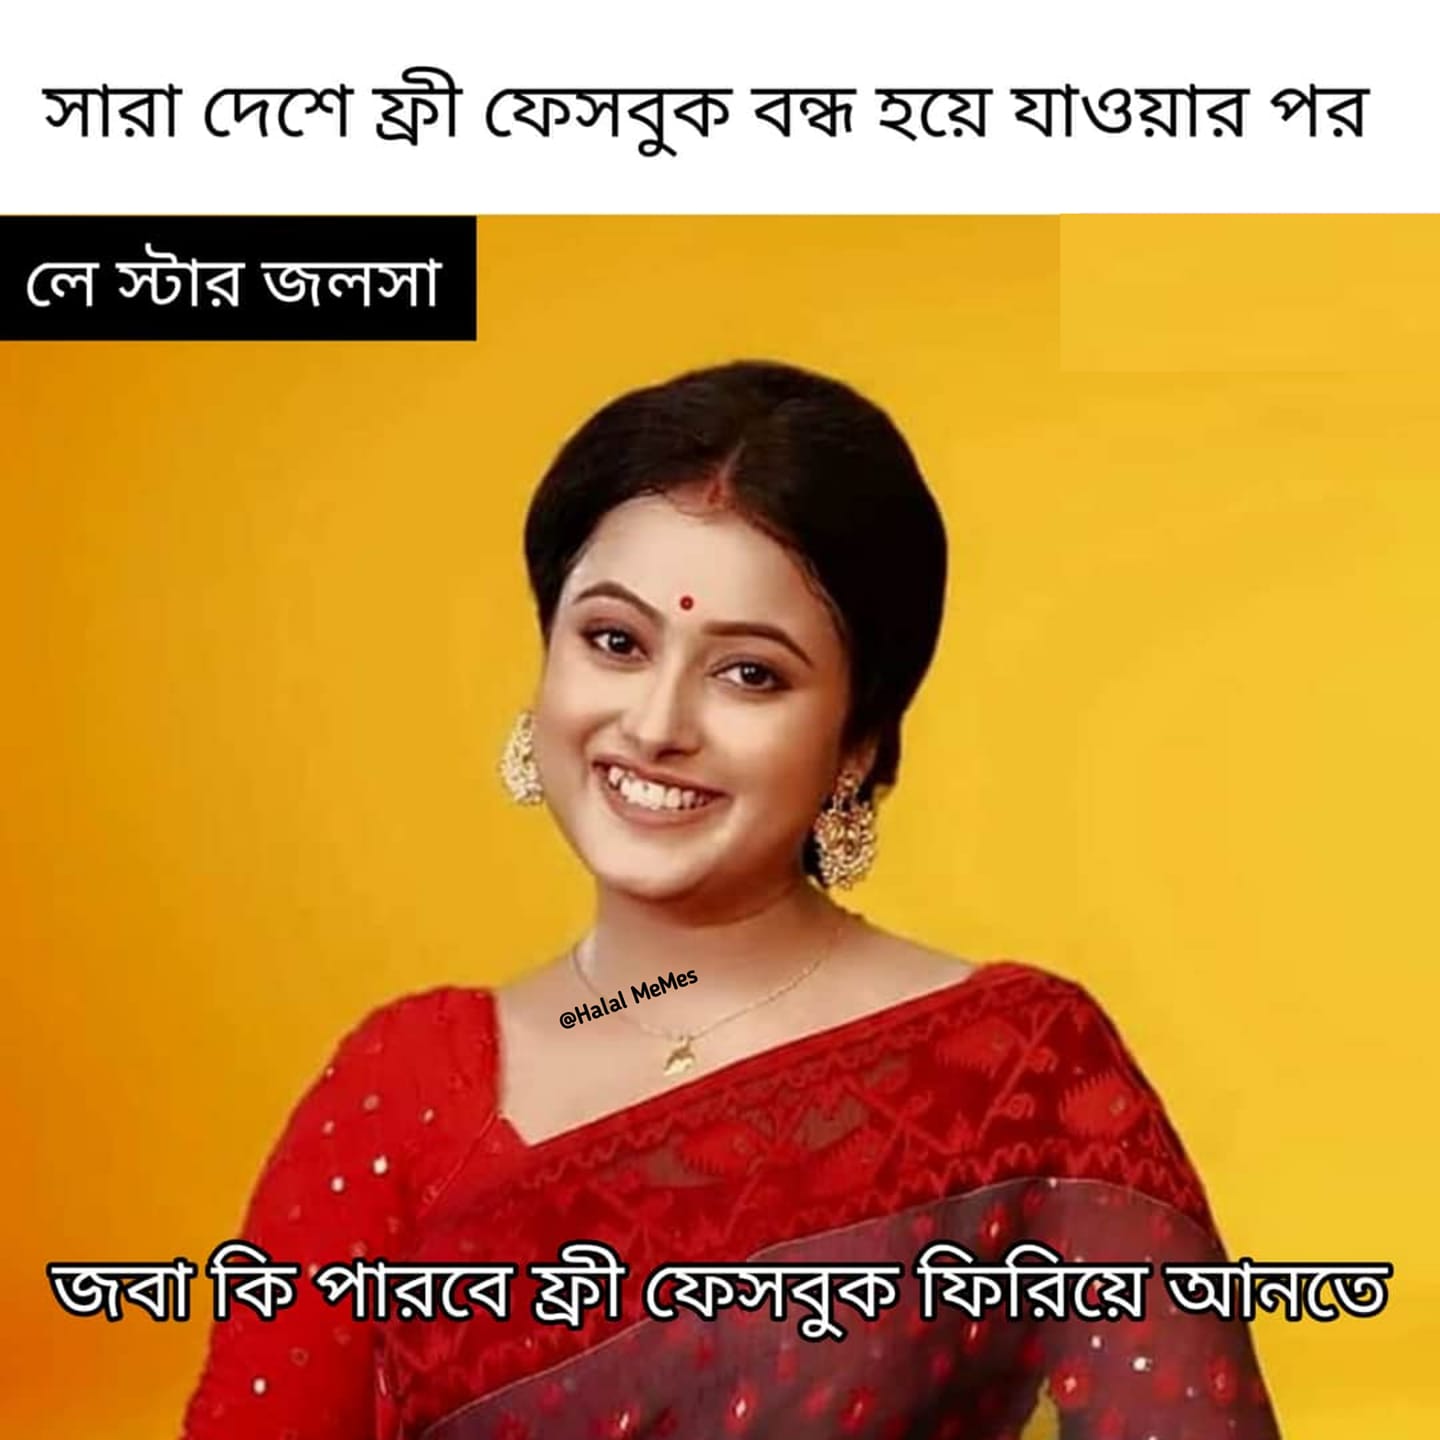 সারা দেশে ফ্রী ফেসবুক বন্ধ হয়ে যাওয়ার পর
লে স্টার জলসা
@Halal MeMes
জবা কি পারবে ফ্রী ফেসবুক ফিরিয়ে আনতে